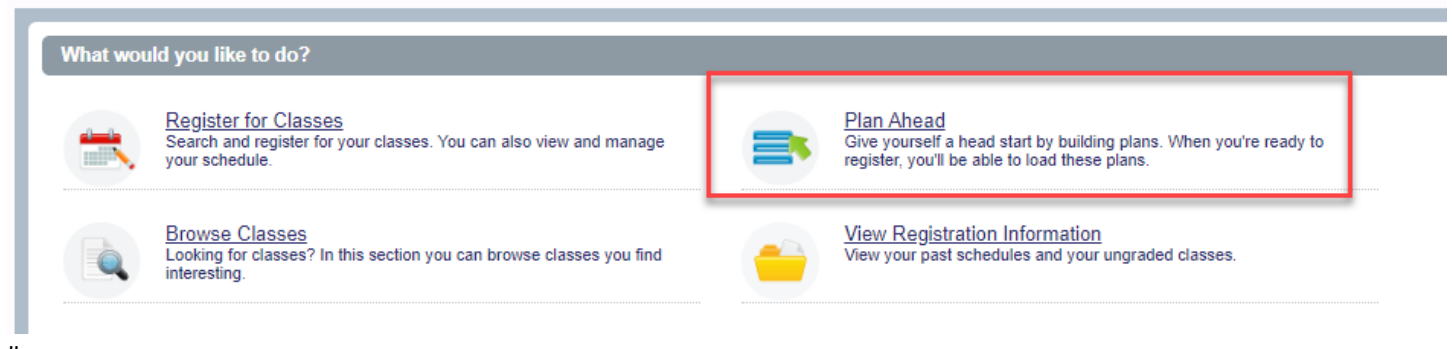 What would you like to do?
Register for Classes
Search and register for your classes. You can also view and manage
your schedule.
Plan Ahead
Give yourself a head start by building plans. When you're ready to
register, you'll be able to load these plans.
Browse Classes
Looking for classes? In this section you can browse classes you find
interesting.
View Registration Information
View your past schedules and your ungraded classes.
..